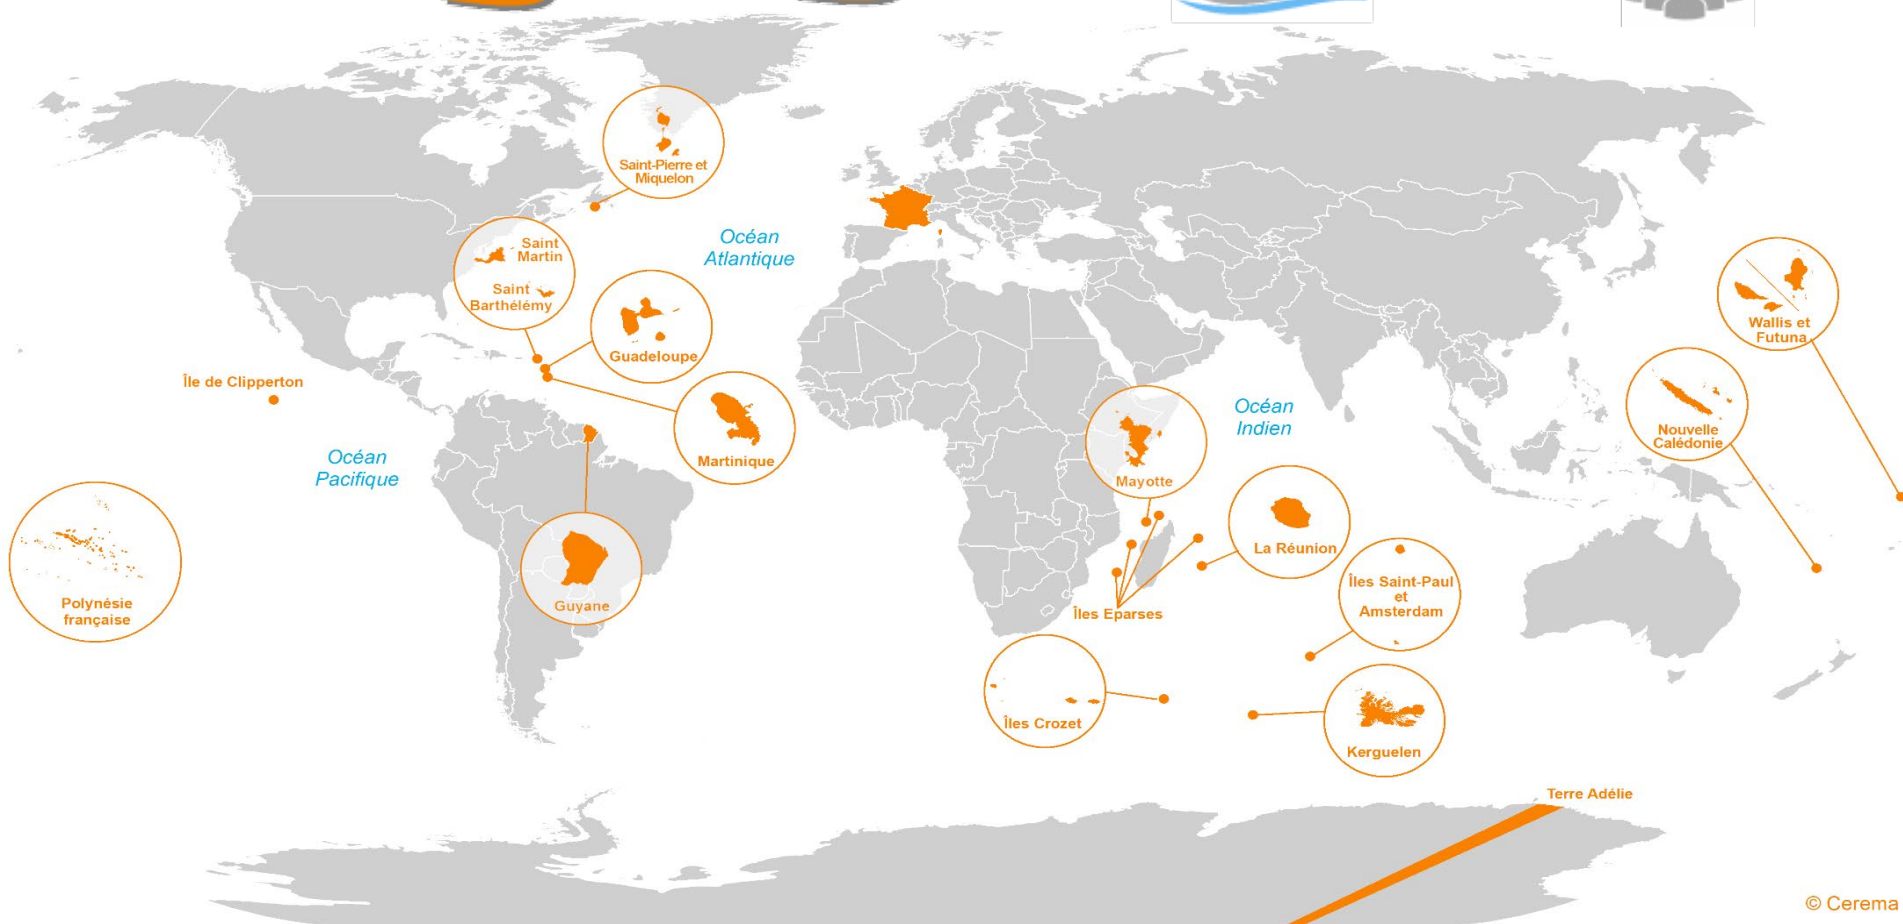 Saint-Pierre et
Miquelon
Saint
Martin
Saint
Barthélémy
Océan
Atlantique
Guadeloupe
Wallis et
Futuna
Île de Clipperton
Martinique
Océan
Pacifique
Océan
Indien
Nouvelle
Calédonie
Mayotte
La Réunion
Polynésie
française
Guyane
Îles Eparses
Îles Saint-Paul
et
Amsterdam
Îles Crozet
Kerguelen
Terre Adélie
© Cerema